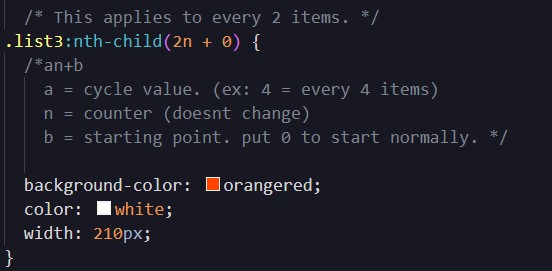 /* This applies to every 2 items. */
.list3:nth-child(2n + 0) {
/*an+b
a = cycle value. (ex: 4 = every 4 items)
n = counter (doesnt change)
b = starting point. put 0 to start normally. */
background-color: orangered;
color: white;
width: 210px;
}